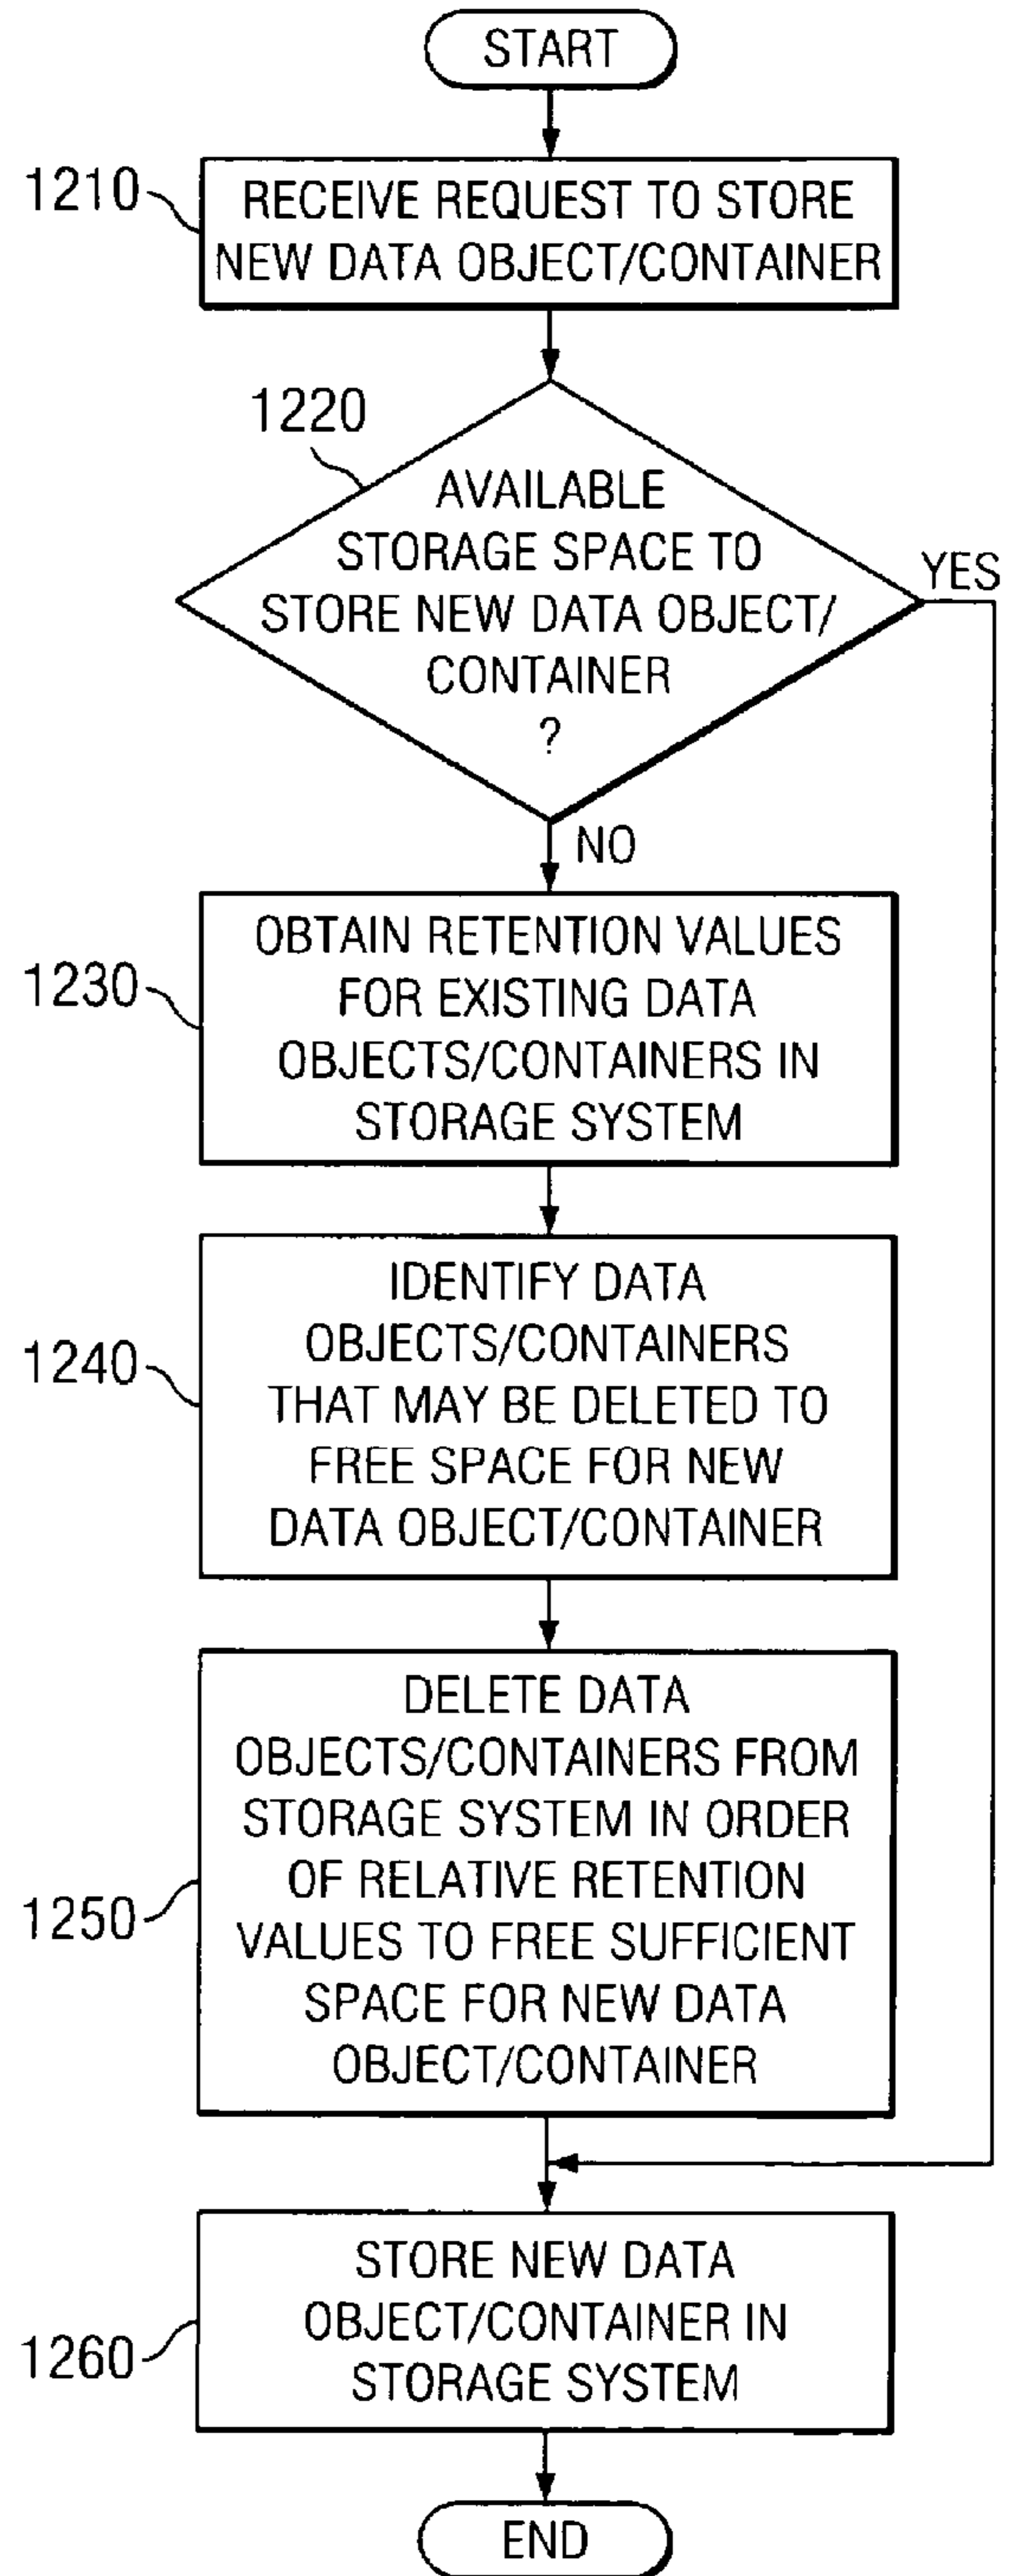 START
1210
RECEIVE REQUEST TO STORE
NEW DATA OBJECT/CONTAINER
1220
AVAILABLE
STORAGE SPACE TO
STORE NEW DATA OBJECT/
CONTAINER
?
YES
NO
1230
OBTAIN RETENTION VALUES
FOR EXISTING DATA
OBJECTS/CONTAINERS IN
STORAGE SYSTEM
1240
IDENTIFY DATA
OBJECTS/CONTAINERS
THAT MAY BE DELETED TO
FREE SPACE FOR NEW
DATA OBJECT/CONTAINER
1250
DELETE DATA
OBJECTS/CONTAINERS FROM
STORAGE SYSTEM IN ORDER
OF RELATIVE RETENTION
VALUES TO FREE SUFFICIENT
SPACE FOR NEW DATA
OBJECT/CONTAINER
1260
STORE NEW DATA
OBJECT/CONTAINER IN
STORAGE SYSTEM
END